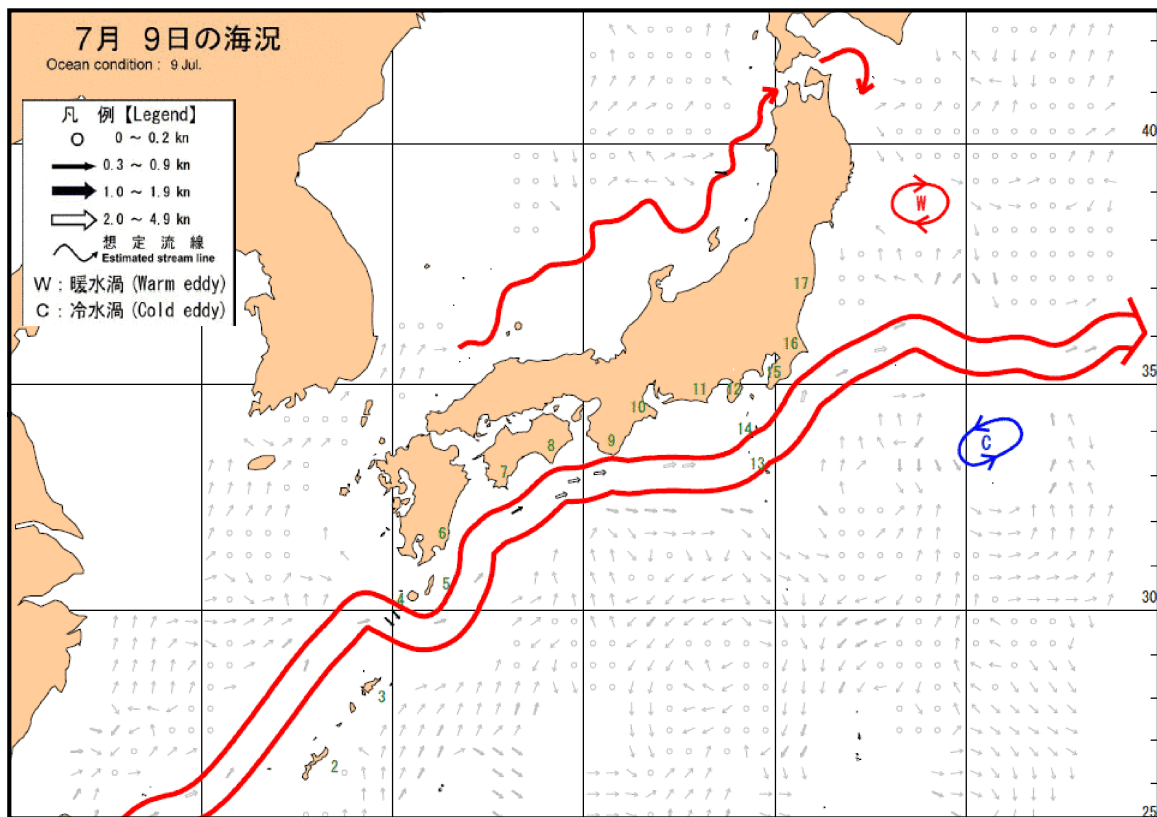 7月 9日の海況
Ocean condition : 9 Jul.
凡 例【Legend】
0 ～ 0.2 kn
0.3 ～ 0.9 kn
1.0 ～ 1.9 kn
2.0 ～ 4.9 kn
想 定 流 線
Estimated stream line
W : 暖水渦 (Warm eddy)
C : 冷水渦 (Cold eddy)
40
W
17
16
35
15
12
11
10
14
C
9
8
13
7
6
5
4
30
3
2
25